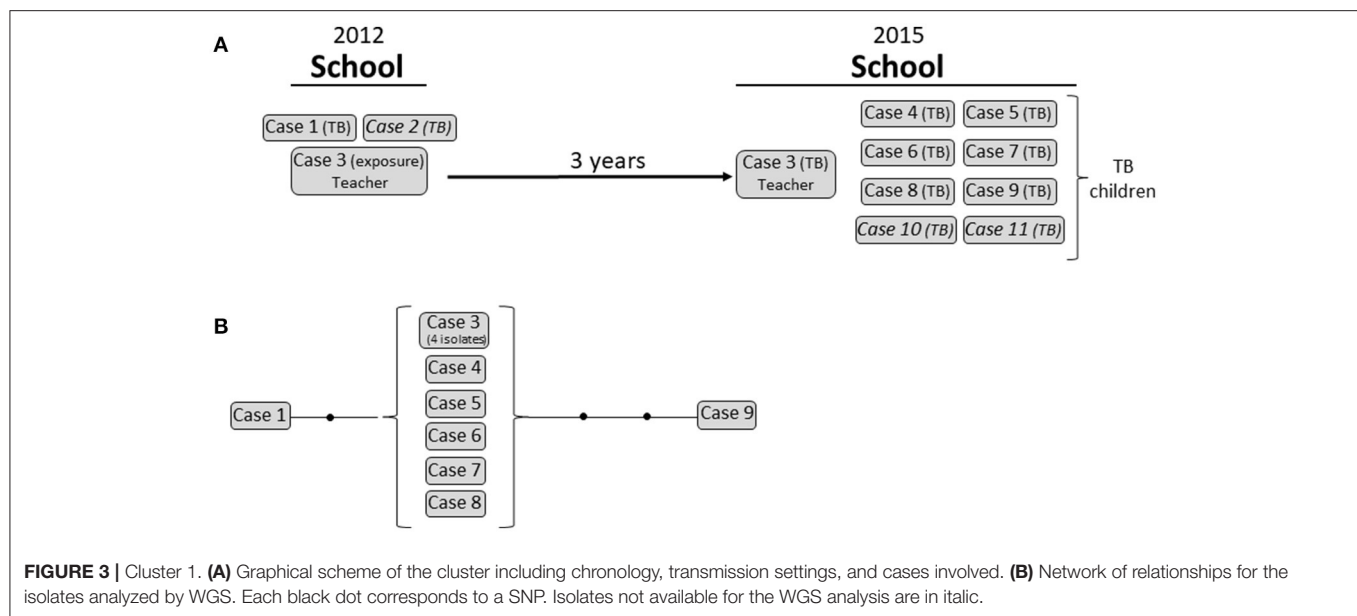 A
2012
School
Case 1 (TB) Case 2 (TB)
Case 3 (exposure)
Teacher
3 years
2015
School
Case 3 (TB)
Teacher
Case 4 (TB) Case 5 (TB)
Case 6 (TB) Case 7 (TB)
Case 8 (TB) Case 9 (TB)
Case 10 (TB) Case 11 (TB)
TB
children
B
Case 1
Case 3
(4 isolates)
Case 4
Case 5
Case 6
Case 7
Case 8
Case 9
FIGURE 3 | Cluster 1. (A) Graphical scheme of the cluster including chronology, transmission settings, and cases involved. (B) Network of relationships for the
isolates analyzed by WGS. Each black dot corresponds to a SNP. Isolates not available for the WGS analysis are in italic.